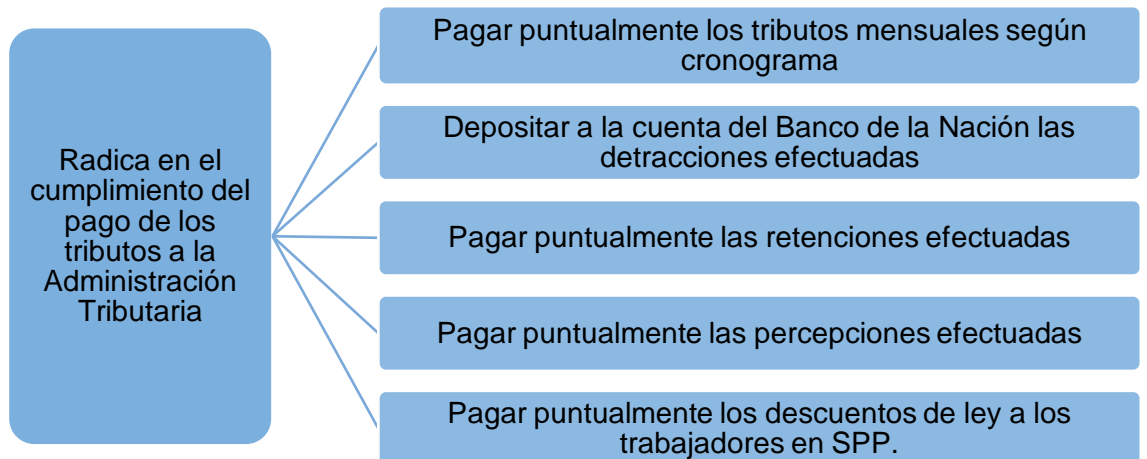 Radica en el
cumplimiento del
pago de los
tributos a la
Administración
Tributaria
Pagar puntualmente los tributos mensuales según
cronograma
Depositar a la cuenta del Banco de la Nación las
detracciones efectuadas
Pagar puntualmente las retenciones efectuadas
Pagar puntualmente las percepciones efectuadas
Pagar puntualmente los descuentos de ley a los
trabajadores en SPP.